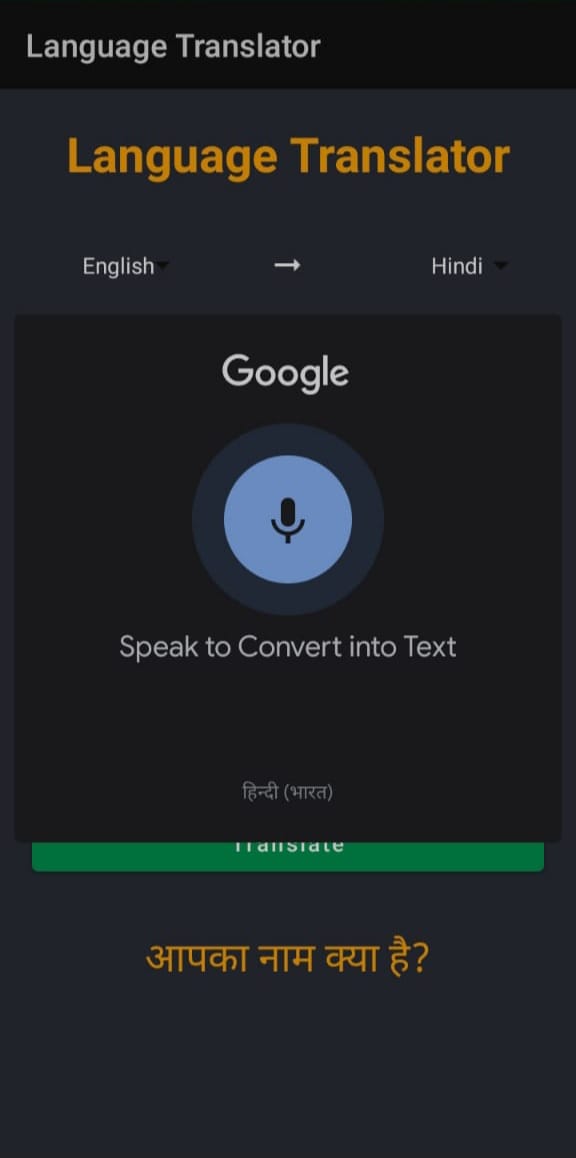 Language Translator
Language Translator
English → Hindi
Google
Speak to Convert into Text
हिन्दी (भारत)
Translate
आपका नाम क्या है?